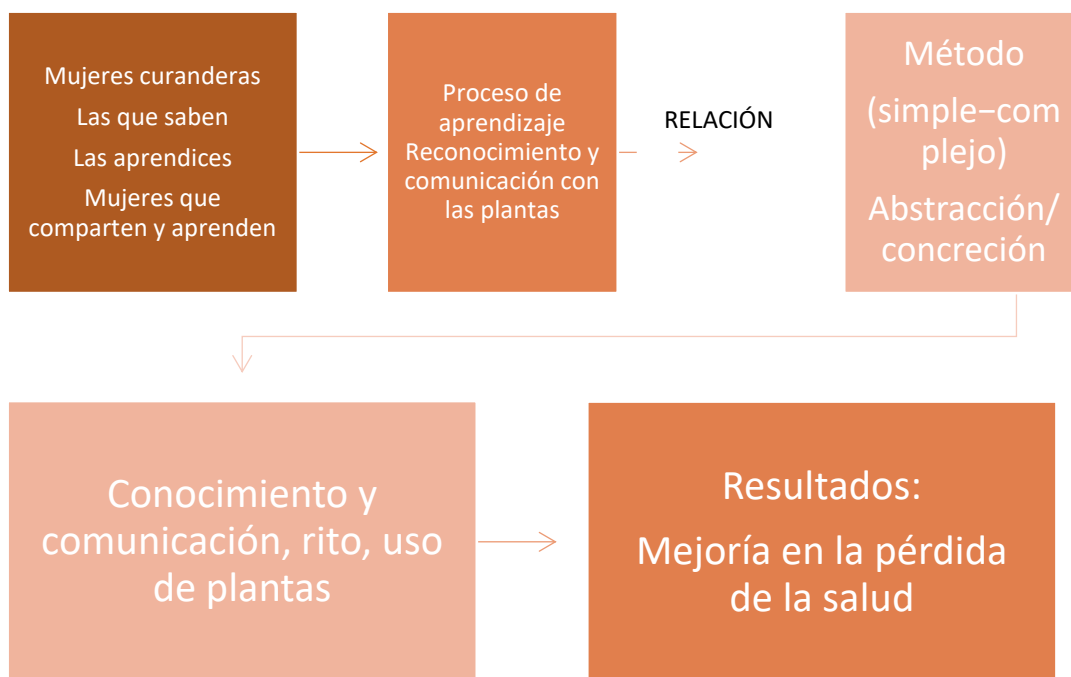 Mujeres curanderas
Las que saben
Las aprendices
Mujeres que
comparten y aprenden
Proceso de
aprendizaje
Reconocimiento y
comunicación con
las plantas
RELACIÓN
Método
(simple–com
plejo)
Abstracción/
concreción
Conocimiento y
comunicación, rito, uso
de plantas
Resultados:
Mejoría en la pérdida
de la salud